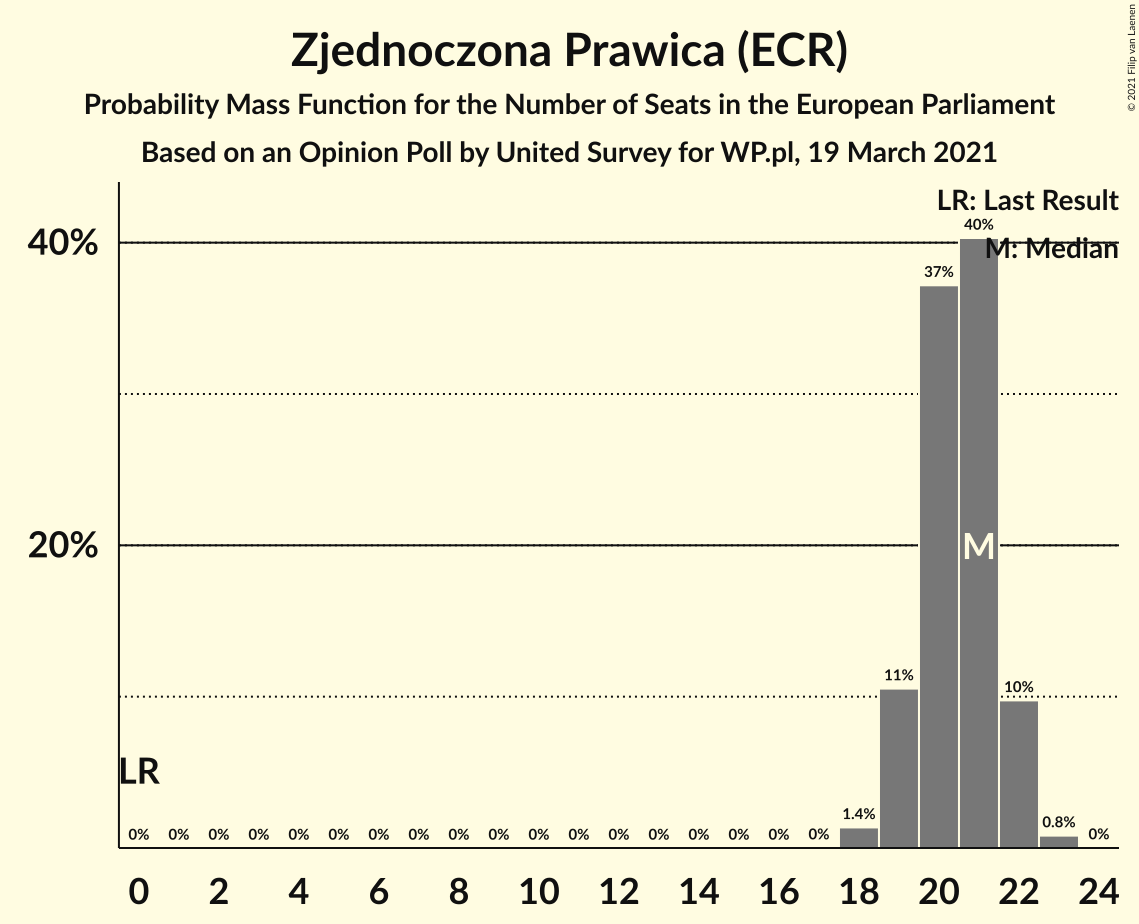 Zjednoczona Prawica (ECR)
Probability Mass Function for the Number of Seats in the European Parliament
Based on an Opinion Poll by United Survey for WP.pl, 19 March 2021
© 2021 Filip van Laenen
LR: Last Result
M: Median
40%
20%
40%
37%
M
11%
10%
LR
0% 0% 0% 0% 0% 0% 0% 0% 0% 0% 0% 0% 0% 0% 0% 0% 0% 0% 1.4% 0.8% 0%
0 2 4 6 8 10 12 14 16 18 20 22 24